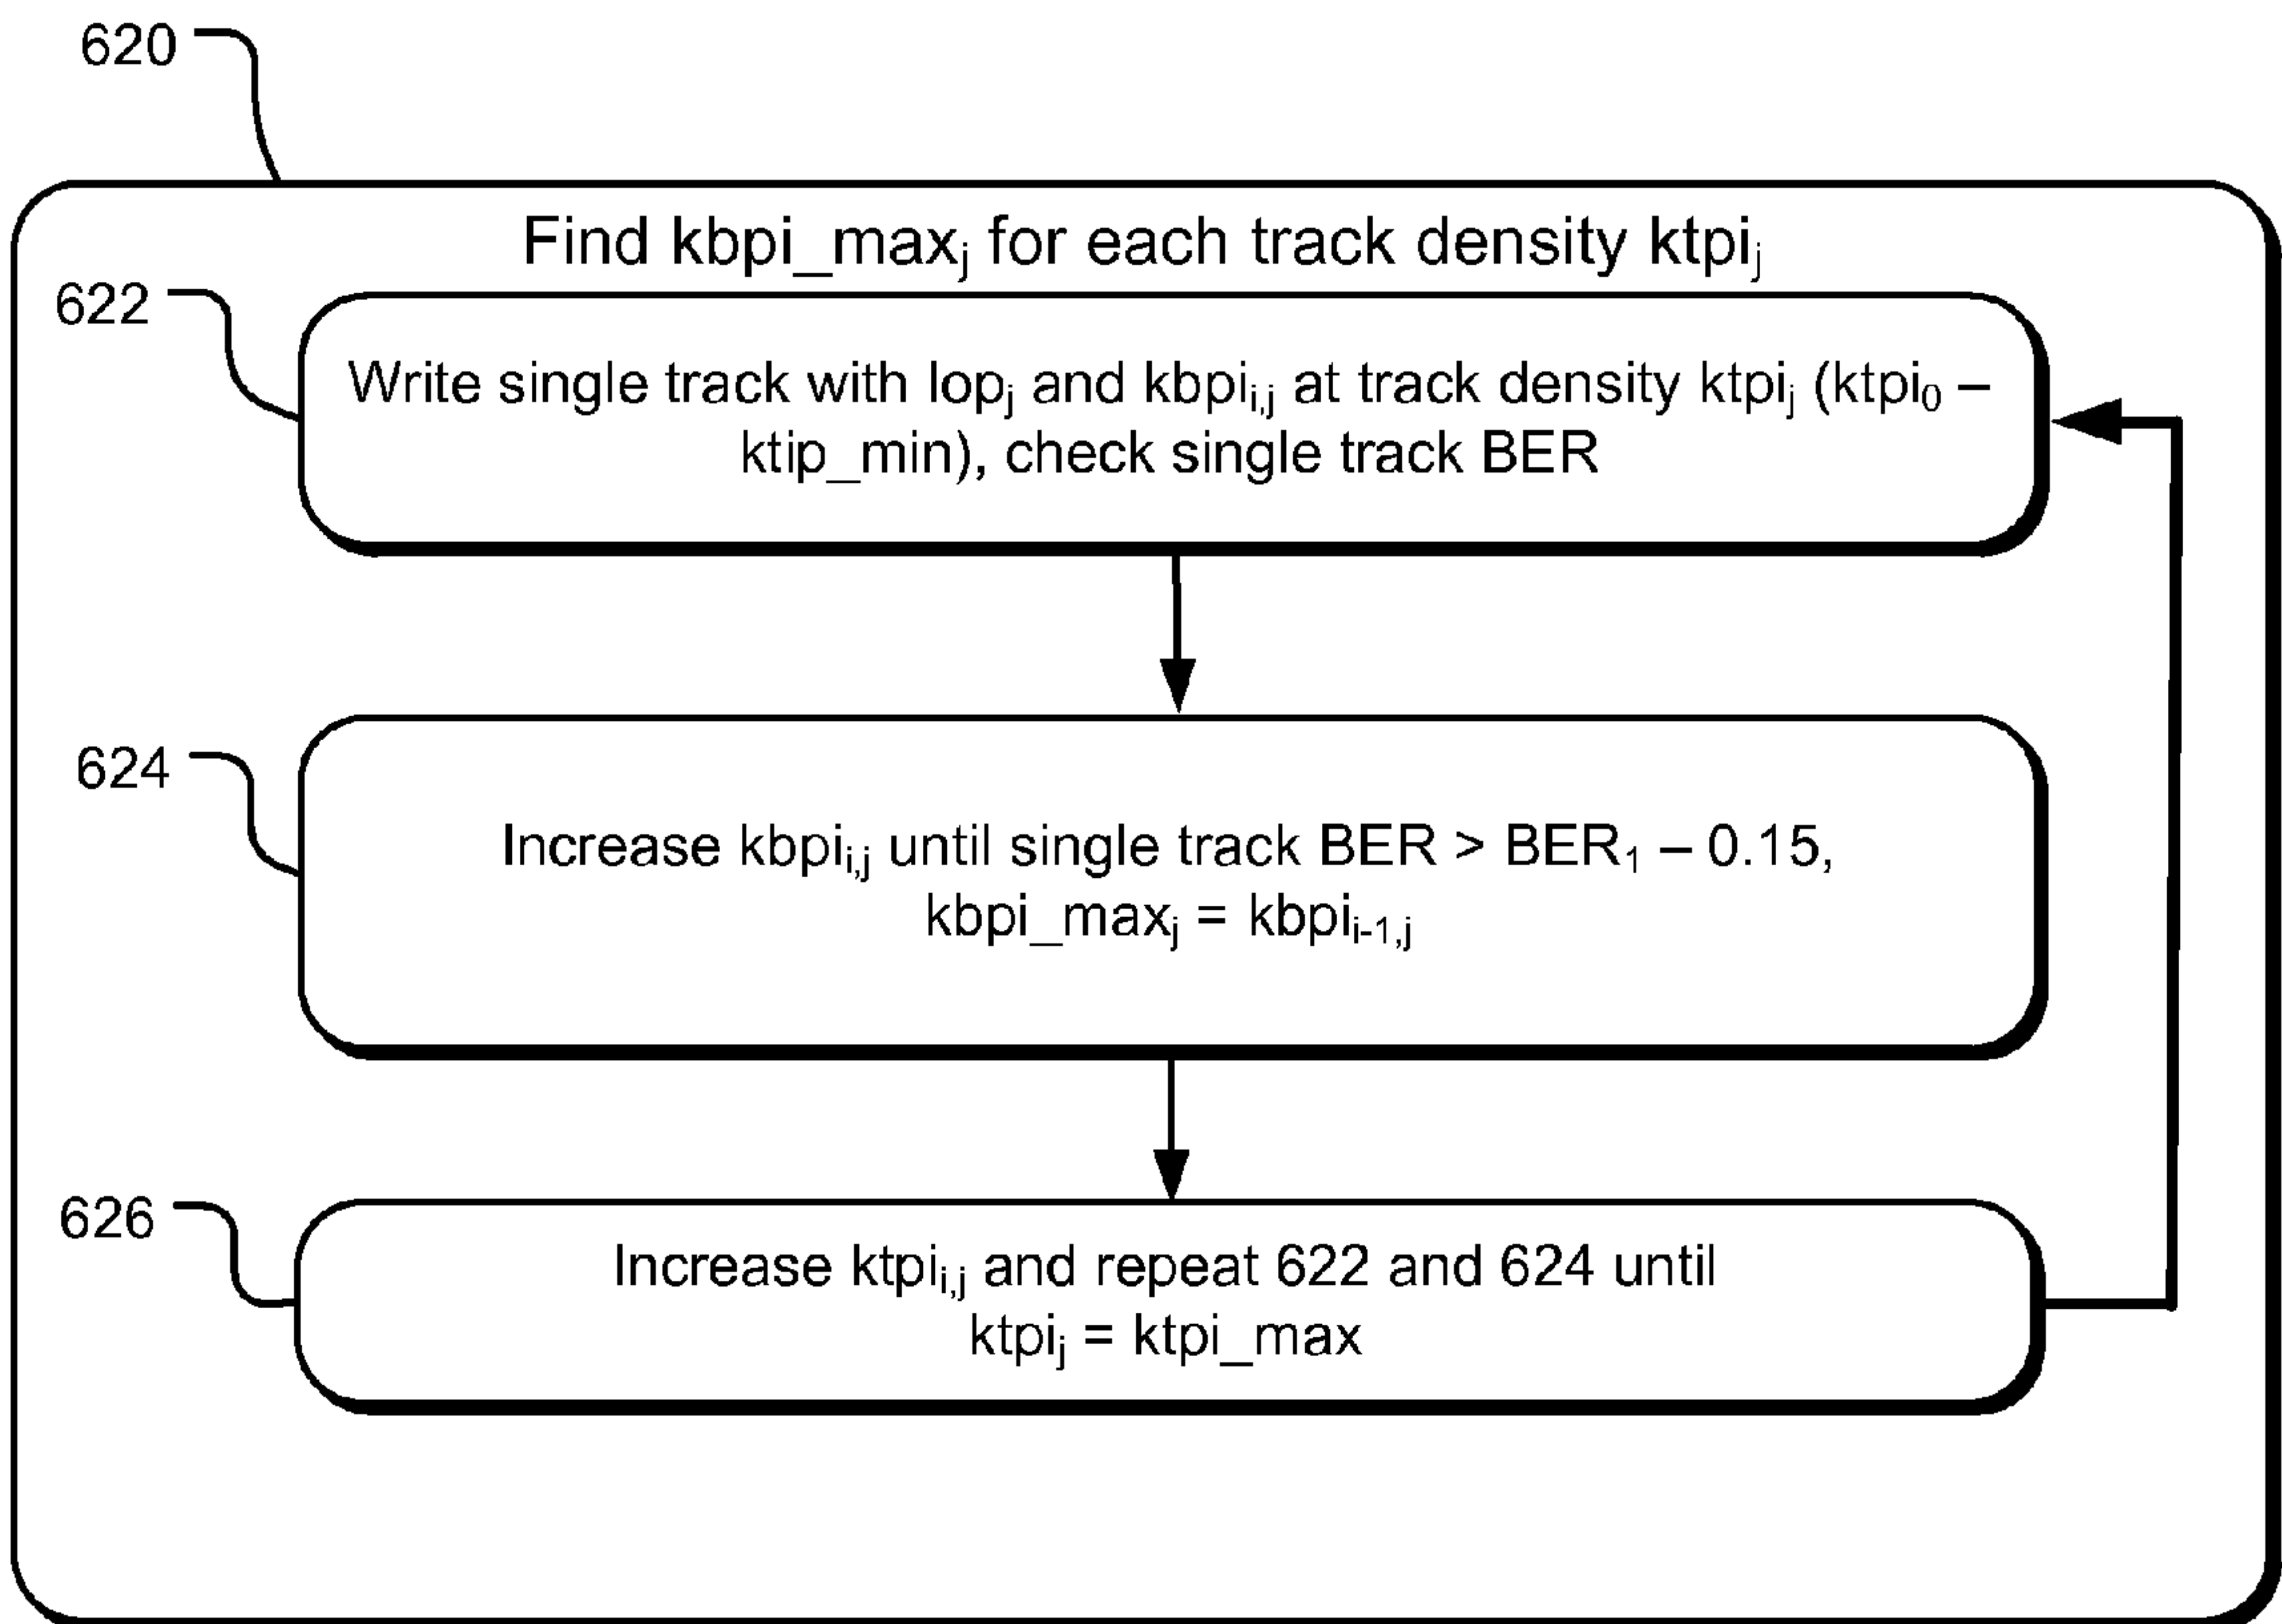 620
Find kbpi_maxⱼ for each track density ktpiⱼ
622
Write single track with Iopⱼ and kbpiᵢ,ⱼ at track density ktpiⱼ (ktpi₀ –
ktip_min), check single track BER
624
Increase kbpiᵢ,ⱼ until single track BER > BER₁ – 0.15,
kbpi_maxⱼ = kbpiᵢ₋₁,ⱼ
626
Increase ktpiᵢ,ⱼ and repeat 622 and 624 until
ktpiⱼ = ktpi_max